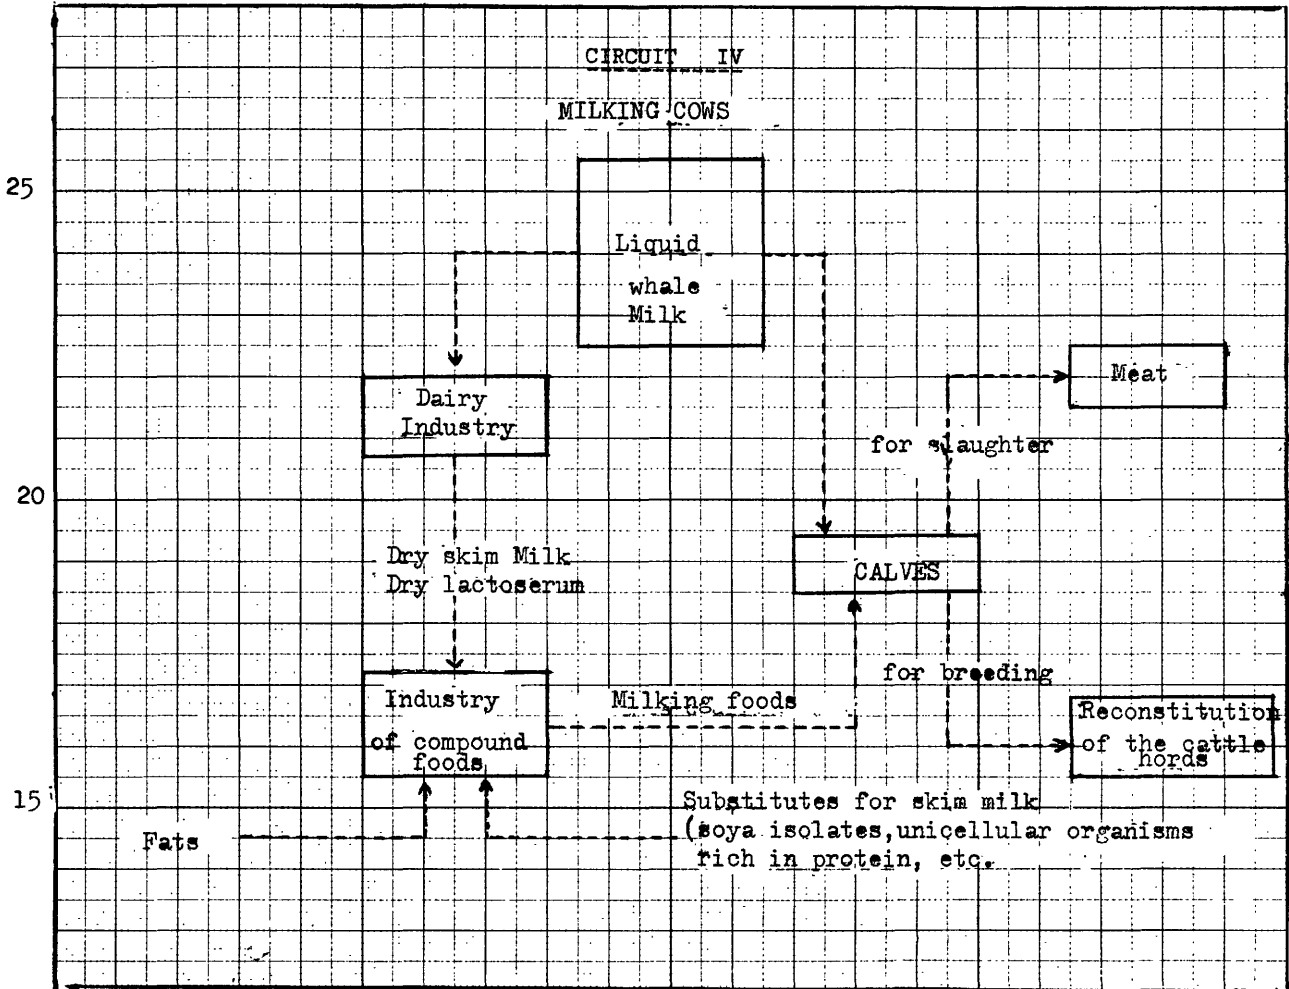 CIRCUIT IV
MILKING COWS
25
Liquid
whale
Milk
Meat
Dairy
Industry
for slaughter
20
Dry skim Milk
Dry lactoserum
CALVES
for breeding
Industry
of compound
foods
Milking foods
Reconstitution
of the cattle
hords
15
Fats
Substitutes for skim milk
(soya isolates,unicellular organisms
rich in protein, etc.